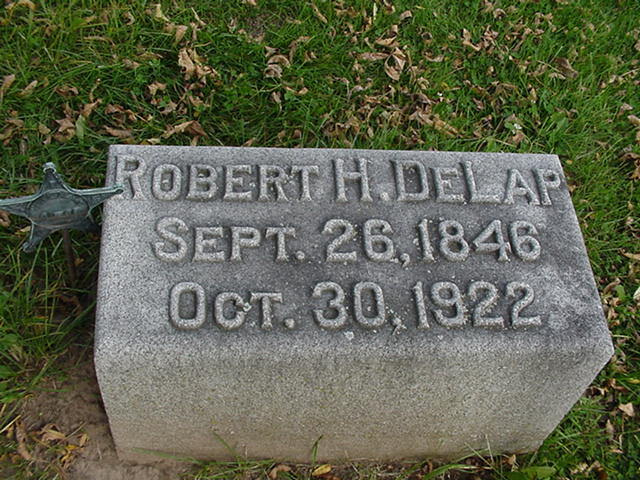 Robert H. DeLap
Sept. 26, 1846
Oct. 30, 1922